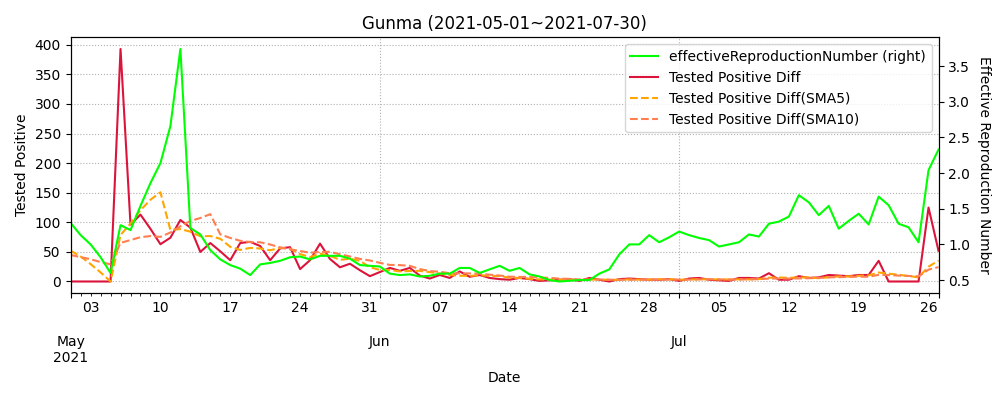 Gunma (2021-05-01~2021-07-30)
effectiveReproductionNumber (right)
Tested Positive Diff
Tested Positive Diff(SMA5)
Tested Positive Diff(SMA10)
Tested Positive
400
350
300
250
200
150
100
50
0
3.5
3.0
2.5
2.0
1.5
1.0
0.5
Effective Reproduction Number
03 10 17 24 31 07 14 21 28 05 12 19 26
May Jun Jul
2021
Date